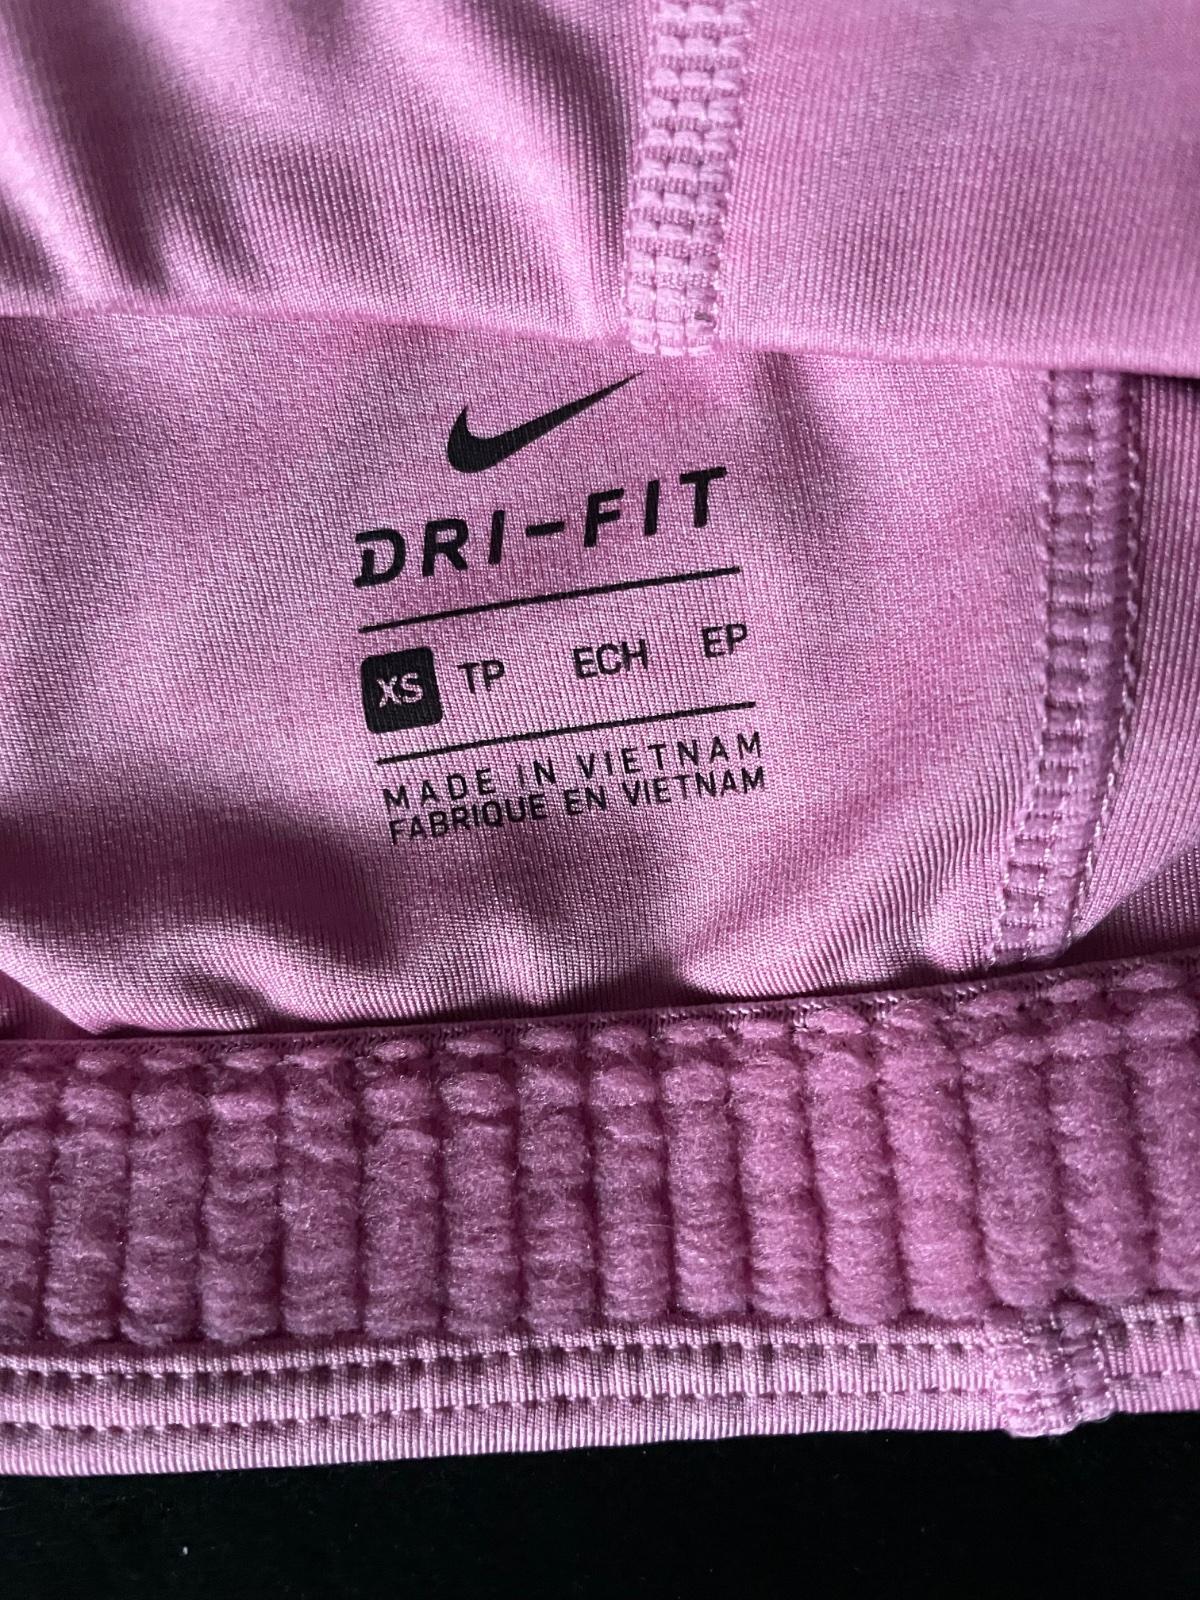 DRI-FIT
XS TP ECH EP
MADE IN VIETNAM
FABRIQUE EN VIETNAM